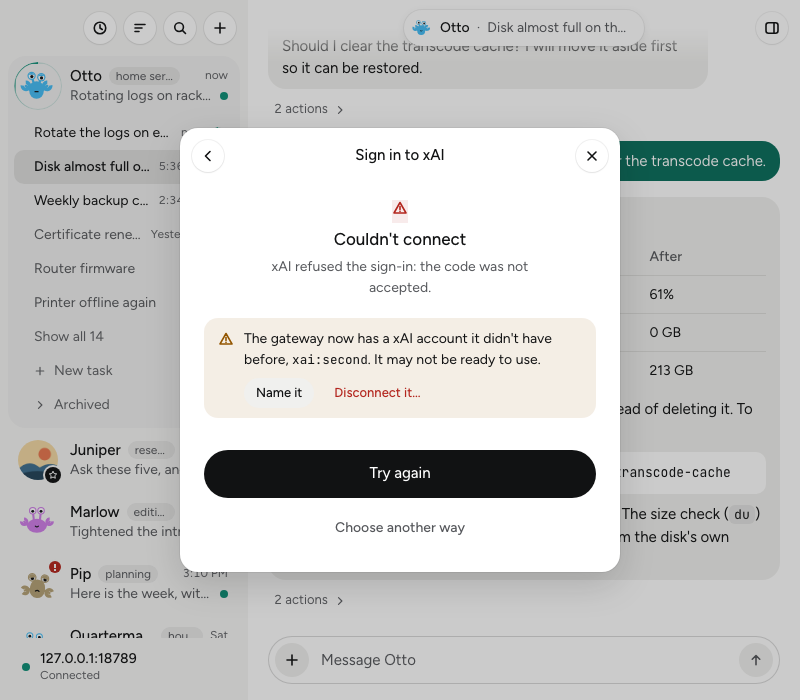 Otto home ser... now
Rotating logs on rack...
Rotate the logs on e...
Disk almost full o... 5:36
Weekly backup c... 2:34
Certificate rene... Yeste
Router firmware
Printer offline again
Show all 14
New task
Archived
Juniper rese...
Ask these five, an
Marlow editi...
Tightened the intr
Pip planning 3:10 PM
Here is the week, wit...
Quarterma hou... Sat
127.0.0.1:18789
Connected
Otto · Disk almost full on th...
Should I clear the transcode cache? I will move it aside first
so it can be restored.
2 actions
the transcode cache.
After
61%
0 GB
213 GB
ead of deleting it. To
transcode-cache
The size check ( du )
m the disk's own
2 actions
Message Otto
Sign in to xAI
Couldn't connect
xAI refused the sign-in: the code was not
accepted.
The gateway now has a xAI account it didn't have
before, xai:second. It may not be ready to use.
Name it Disconnect it...
Try again
Choose another way